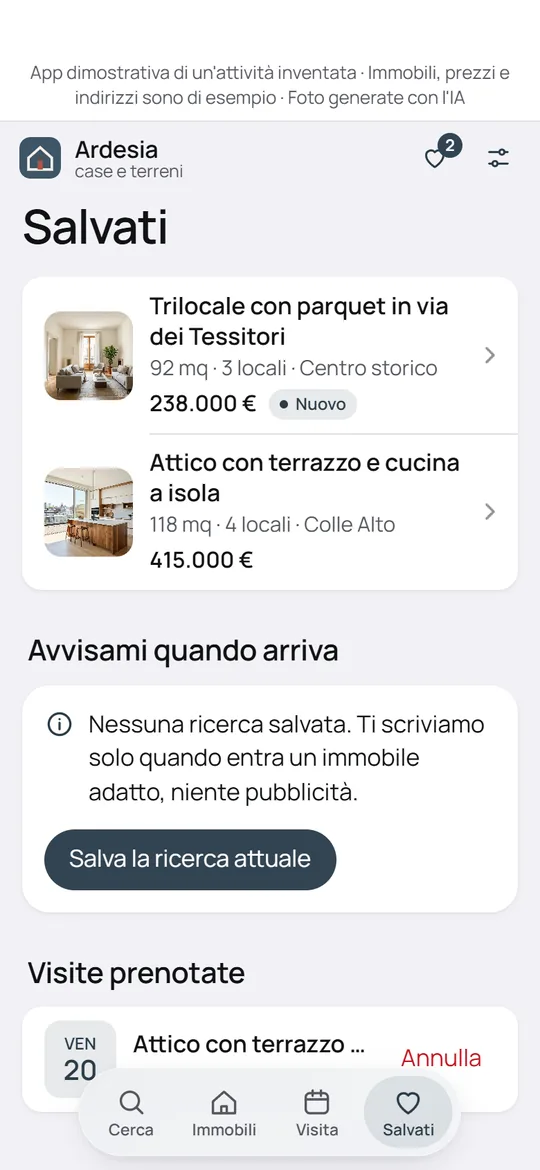 App dimostrativa di un'attività inventata · Immobili, prezzi e
indirizzi sono di esempio · Foto generate con l'IA
Ardesia
case e terreni
2
Salvati
Trilocale con parquet in via
dei Tessitori
92 mq · 3 locali · Centro storico
238.000 €
Nuovo
Attico con terrazzo e cucina
a isola
118 mq · 4 locali · Colle Alto
415.000 €
Avvisami quando arriva
Nessuna ricerca salvata. Ti scriviamo
solo quando entra un immobile
adatto, niente pubblicità.
Salva la ricerca attuale
Visite prenotate
VEN
20
Attico con terrazzo ...
Annulla
Cerca
Immobili
Visita
Salvati